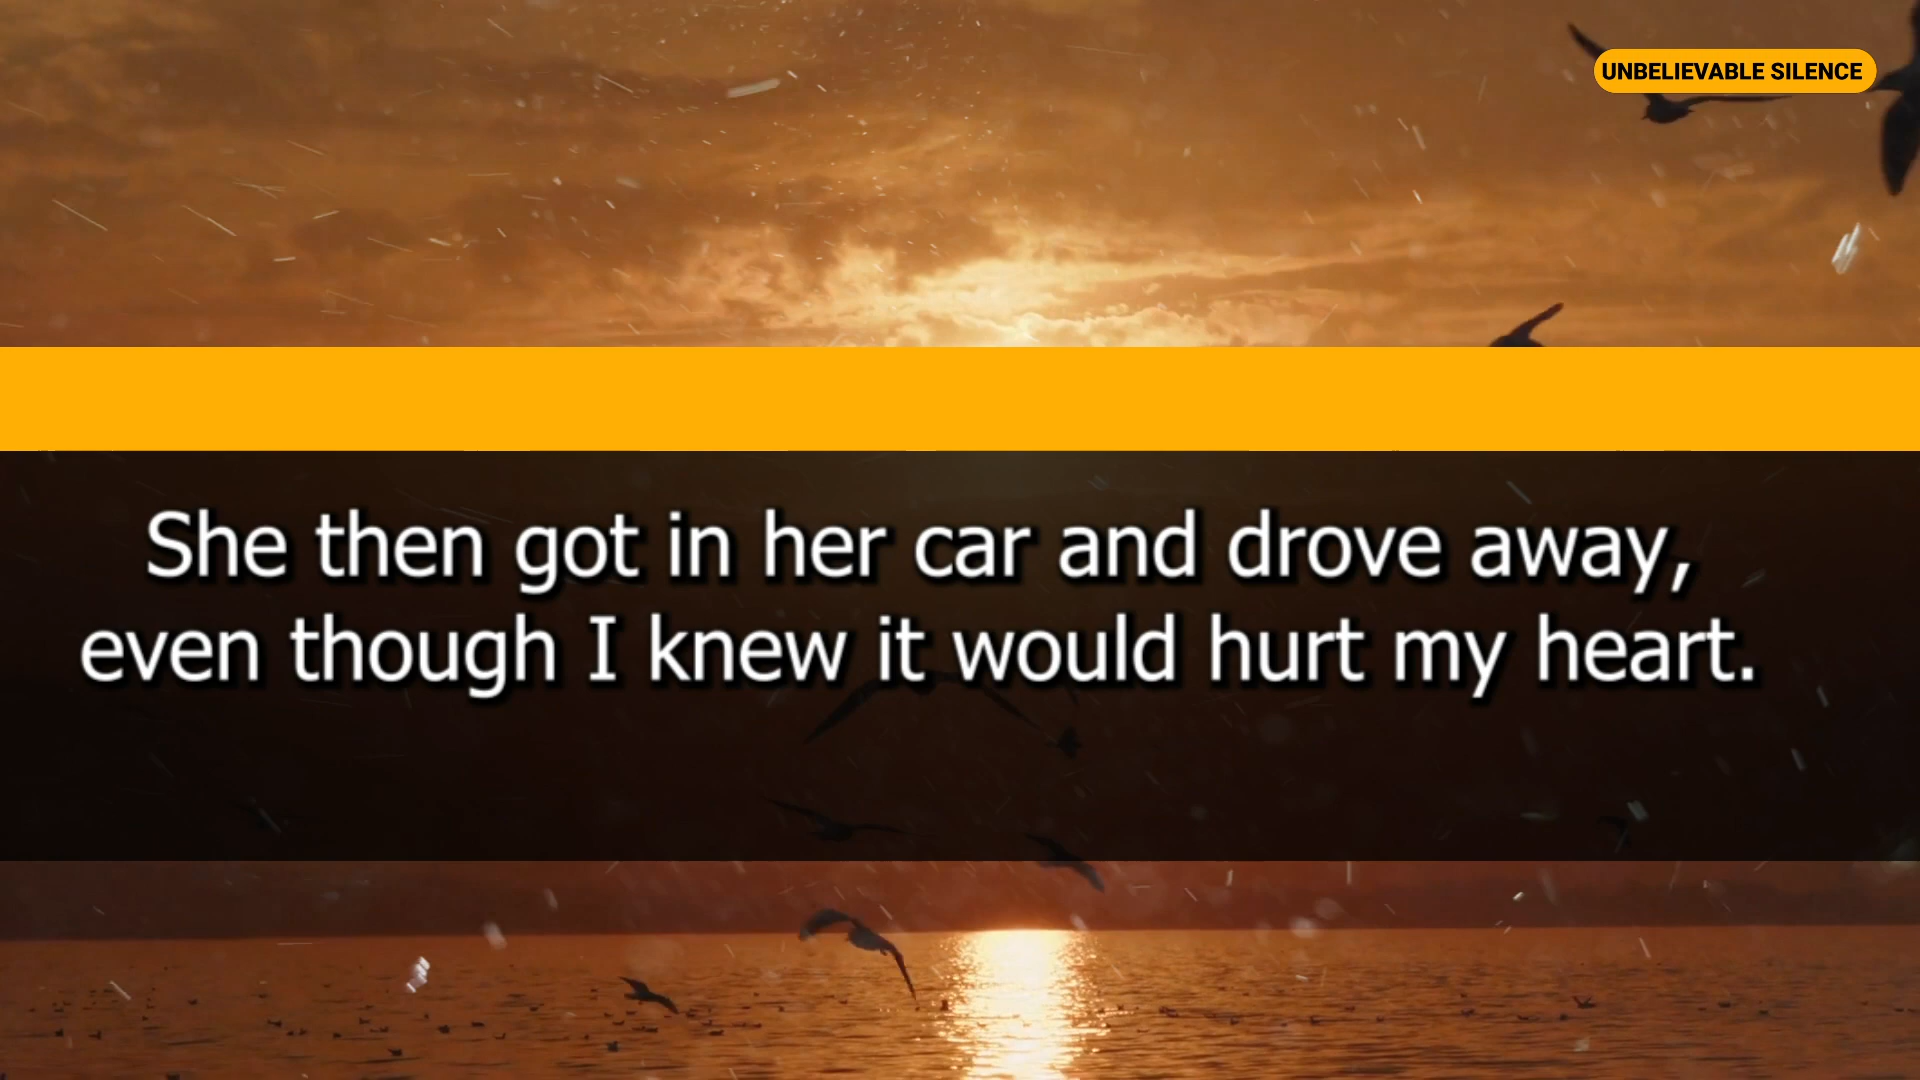 UNBELIEVABLE SILENCE
She then got in her car and drove away,
even though I knew it would hurt my heart.